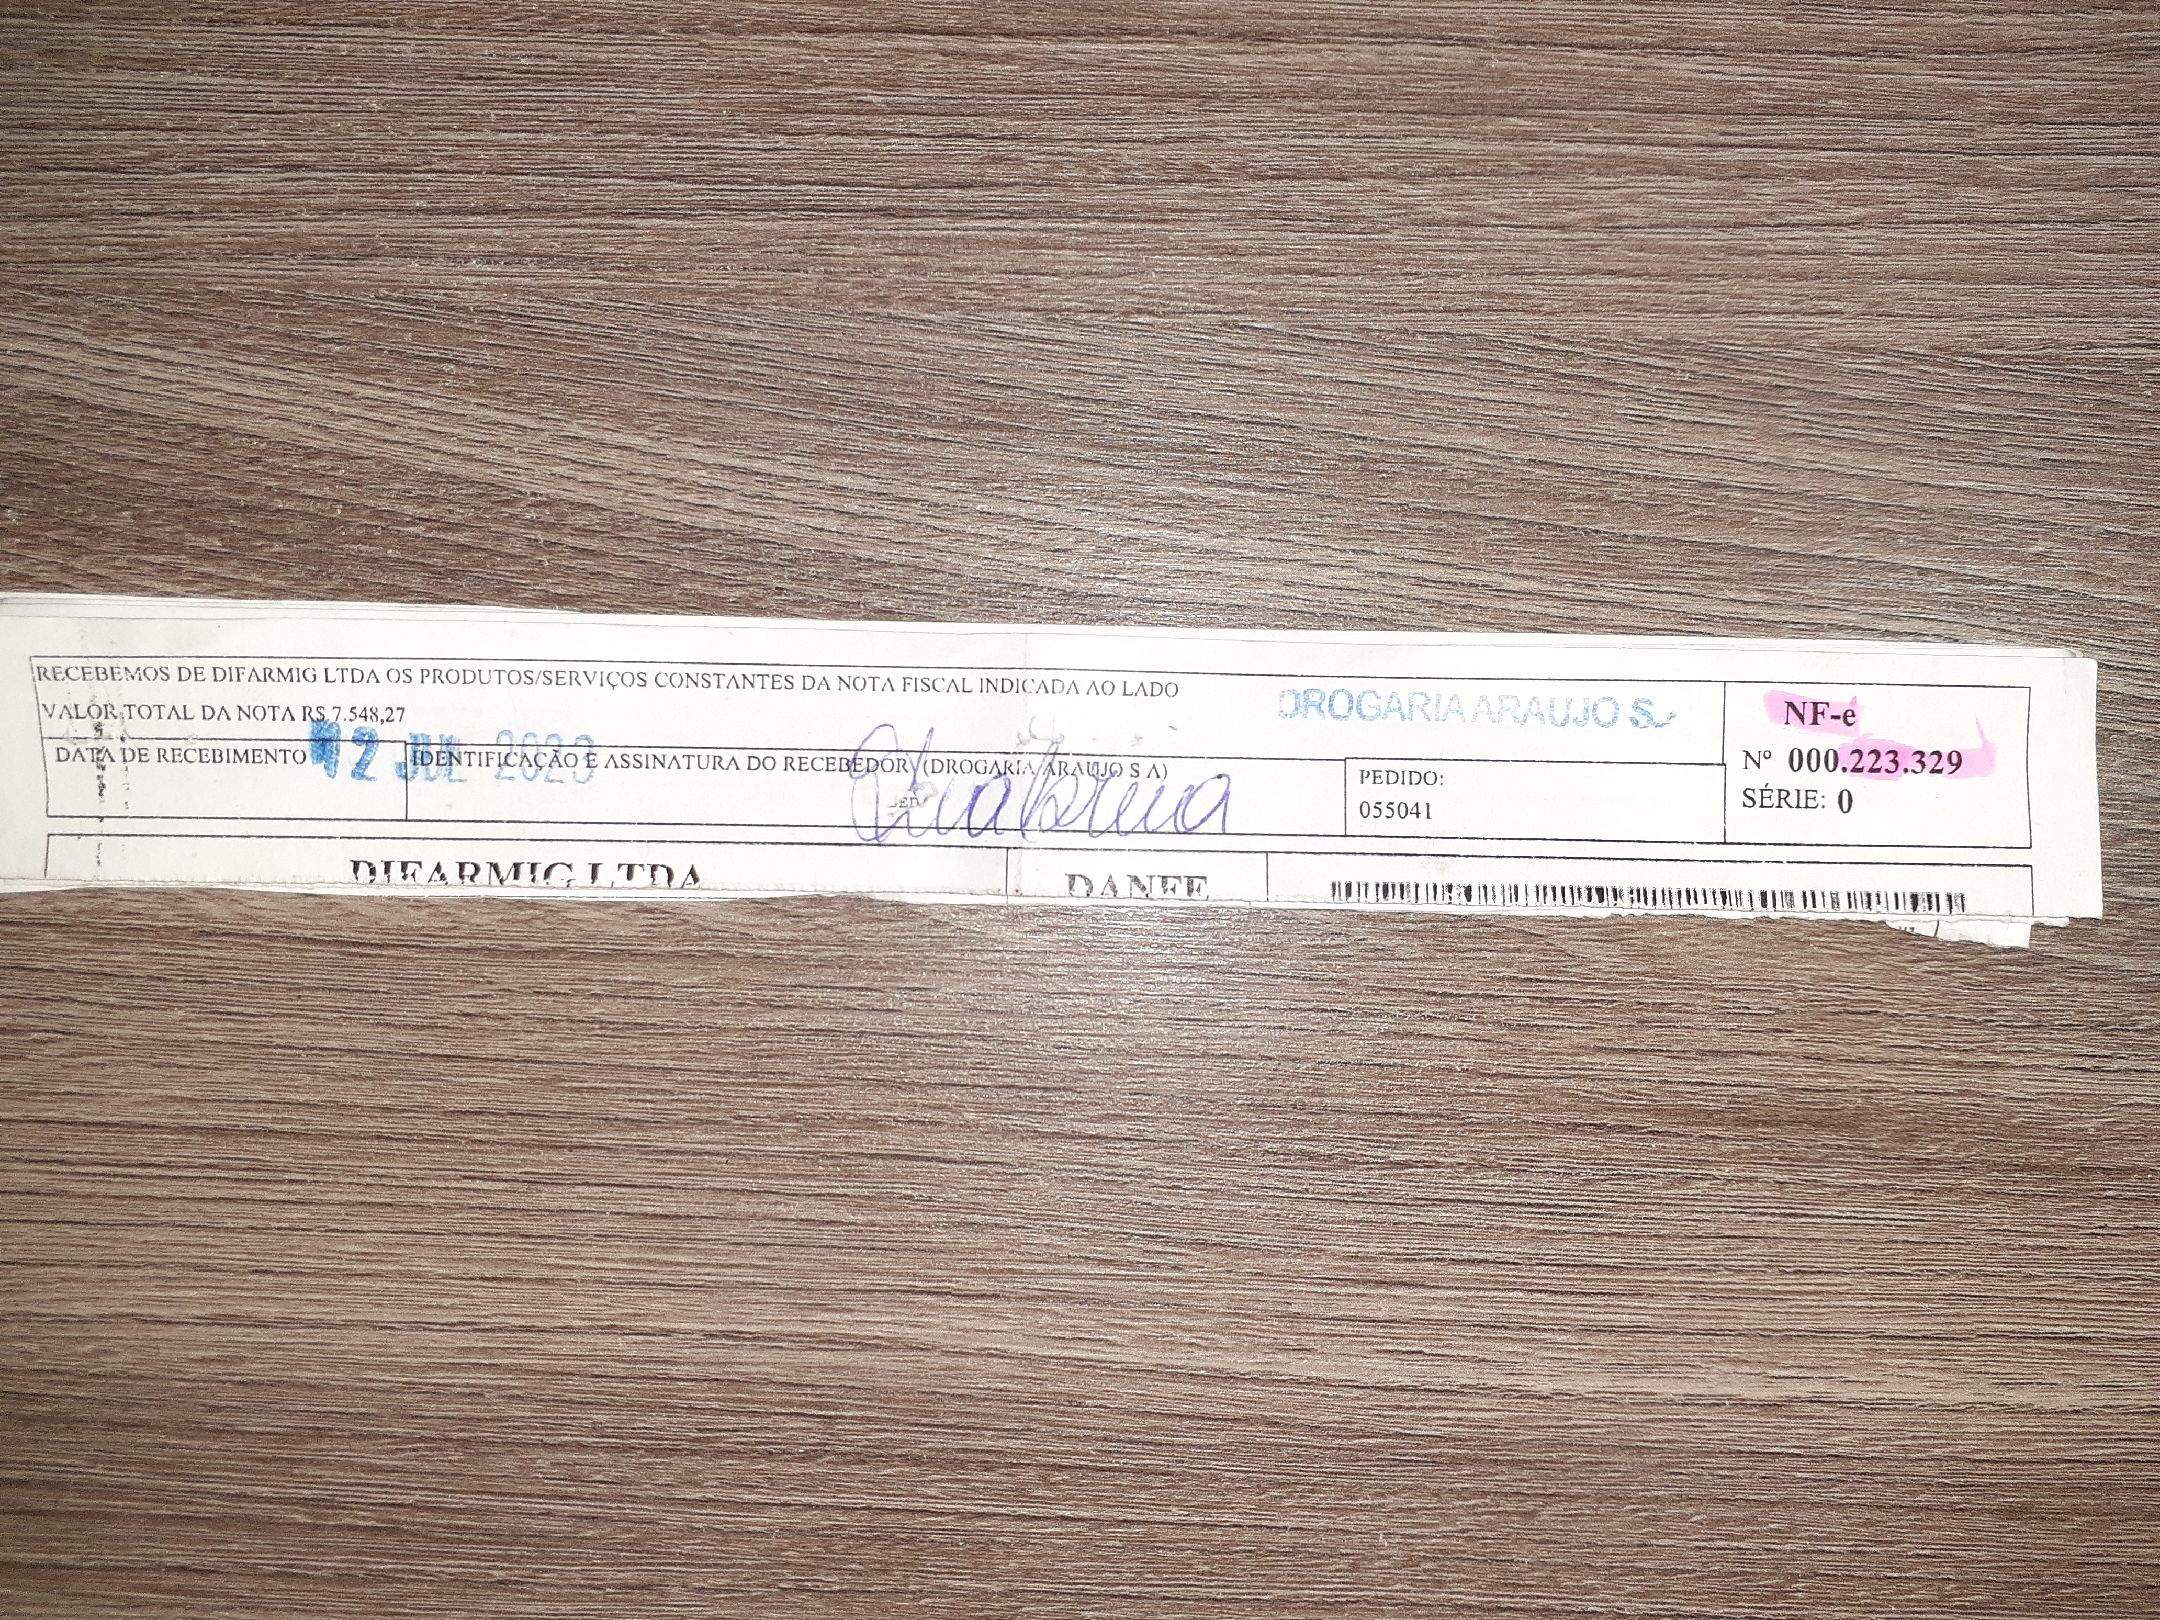 RECEBEMOS DE DIFARMIG LTDA OS PRODUTOS/SERVIÇOS CONSTANTES DA NOTA FISCAL INDICADA AO LADO
DROGARIA ARAUJO S
VALOR TOTAL DA NOTA R$ 7.548,27
DATA DE RECEBIMENTO
12 JUL 2023
IDENTIFICAÇÃO E ASSINATURA DO RECEBEDOR (DROGARIA ARAUJO S A)
PEDIDO:
055041
NF-e
Nº 000.223.329
SÉRIE: 0
DIFARMIG LTDA
DANFE